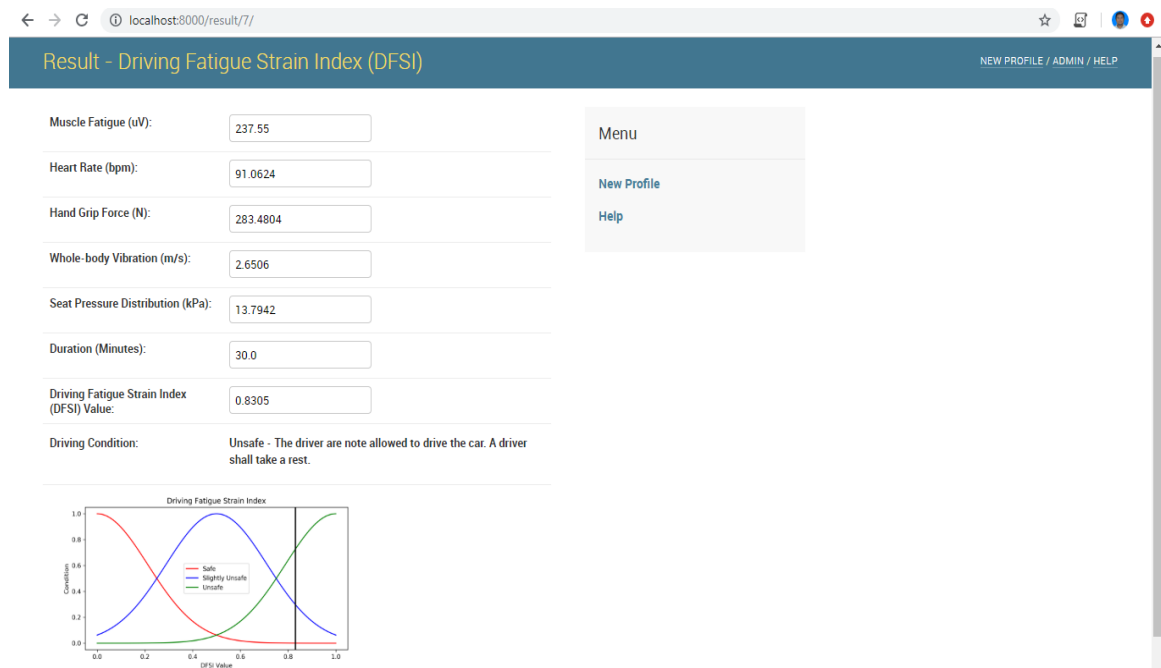 localhost:8000/result/7/
Result - Driving Fatigue Strain Index (DFSI)
NEW PROFILE / ADMIN / HELP
Muscle Fatigue (uV):
237.55
Heart Rate (bpm):
91.0624
Hand Grip Force (N):
283.4804
Whole-body Vibration (m/s):
2.6506
Seat Pressure Distribution (kPa):
13.7942
Duration (Minutes):
30.0
Driving Fatigue Strain Index
(DFSI) Value:
0.8305
Driving Condition:
Unsafe - The driver are note allowed to drive the car. A driver
shall take a rest.
Menu
New Profile
Help
Driving Fatigue Strain Index
1.0
0.8
0.6
0.4
0.2
0.0
Condition
Safe
Slightly Unsafe
Unsafe
0.0 0.2 0.4 0.6 0.8 1.0
DFSI Value